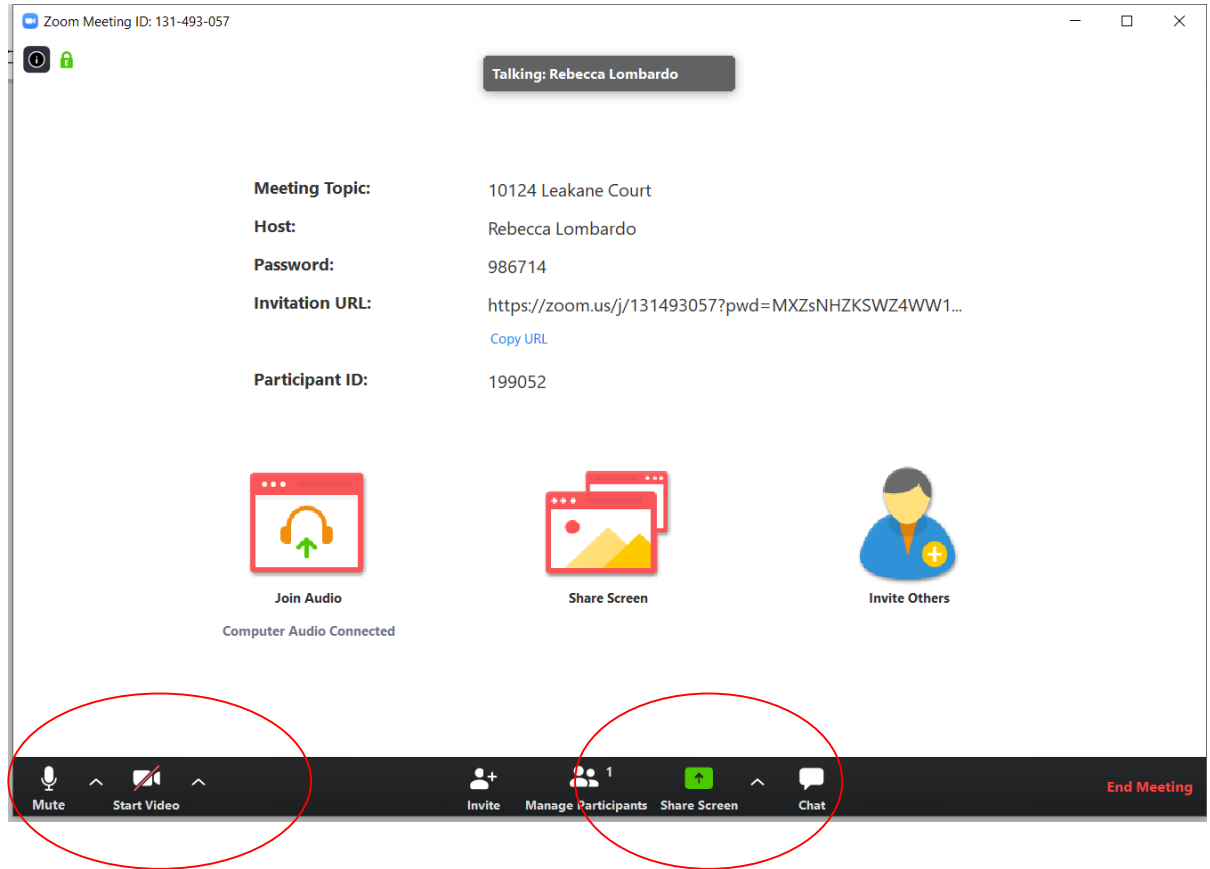 Zoom Meeting ID: 131-493-057
Talking: Rebecca Lombardo
Meeting Topic: 10124 Leakane Court
Host: Rebecca Lombardo
Password: 986714
Invitation URL: https://zoom.us/j/131493057?pwd=MXZsNHZKSWZ4WW1...
Copy URL
Participant ID: 199052
Join Audio Share Screen Invite Others
Computer Audio Connected
1
Mute Start Video Invite Manage Participants Share Screen Chat End Meeting